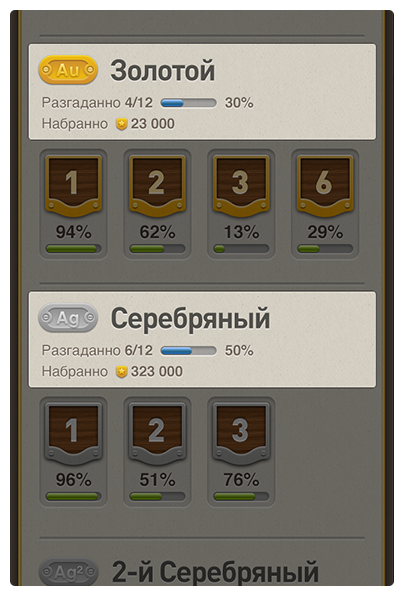 Au Золотой
Разгаданно 4/12 30%
Набранно 23 000
1 2 3 6
94% 62% 13% 29%
Ag Серебряный
Разгаданно 6/12 50%
Набранно 323 000
1 2 3
96% 51% 76%
Ag² 2-й Серебряный